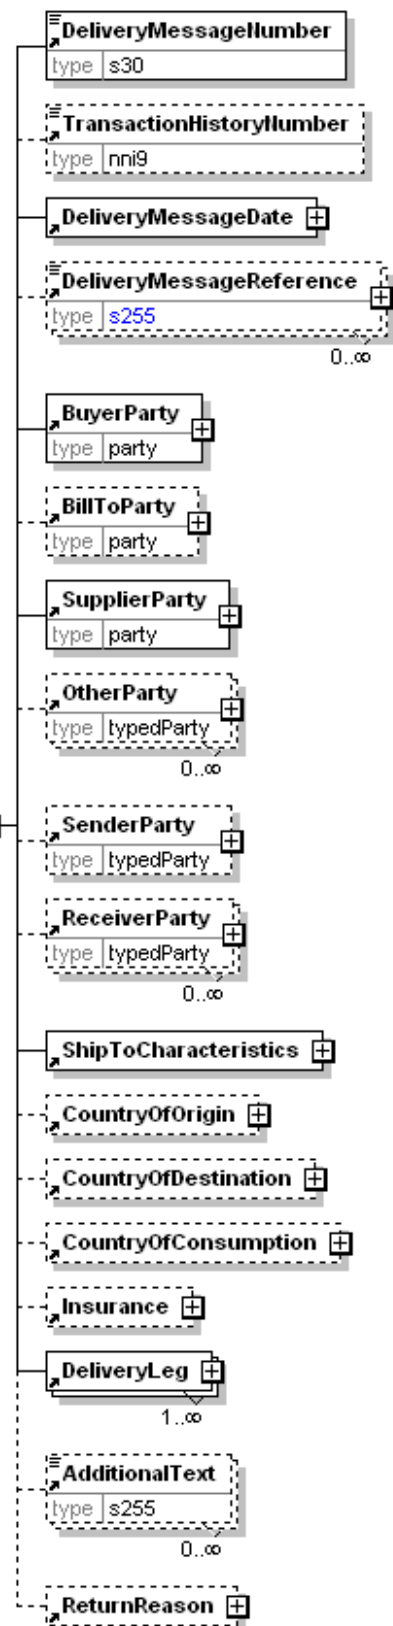 DeliveryMessageNumber
type s30
TransactionHistoryNumber
type nni9
DeliveryMessageDate
DeliveryMessageReference
type s255
0..∞
BuyerParty
type party
BillToParty
type party
SupplierParty
type party
OtherParty
type typedParty
0..∞
SenderParty
type typedParty
ReceiverParty
type typedParty
0..∞
ShipToCharacteristics
CountryOfOrigin
CountryOfDestination
CountryOfConsumption
Insurance
DeliveryLeg
1..∞
AdditionalText
type s255
0..∞
ReturnReason